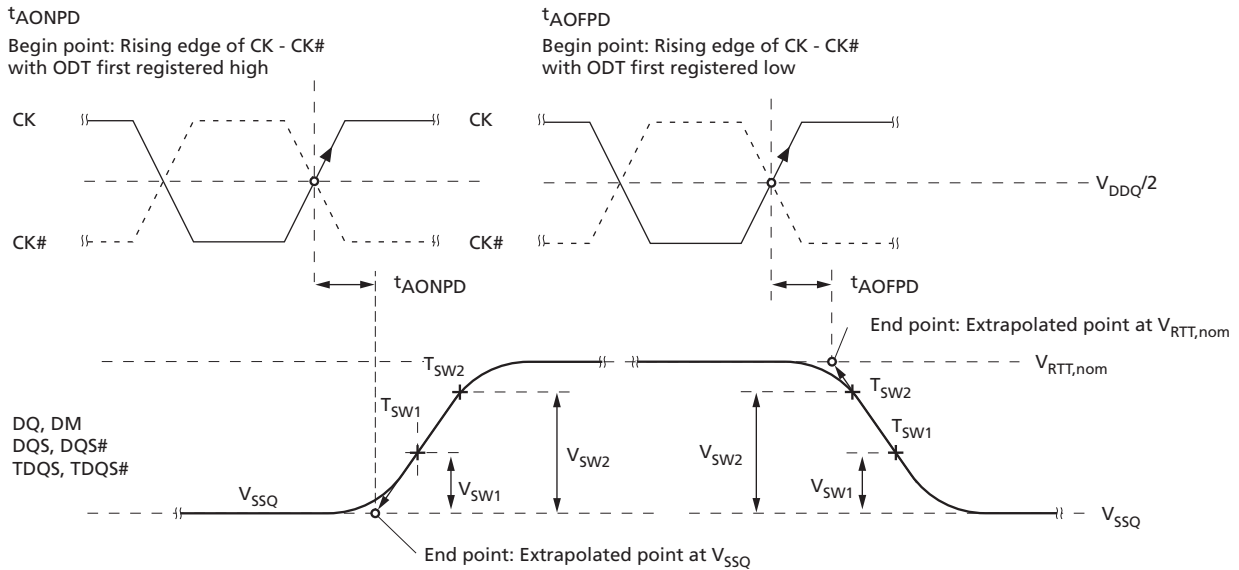 tAONPD
Begin point: Rising edge of CK - CK#
with ODT first registered high
tAOFPD
Begin point: Rising edge of CK - CK#
with ODT first registered low
CK
CK
VDDQ/2
CK#
CK#
tAONPD
tAOFPD
End point: Extrapolated point at VRTT,nom
TSW2
VRTT,nom
TSW2
TSW1
TSW1
DQ, DM
DQS, DQS#
TDQS, TDQS#
VSW2
VSW2
VSW1
VSW1
VSSQ
VSSQ
End point: Extrapolated point at VSSQ